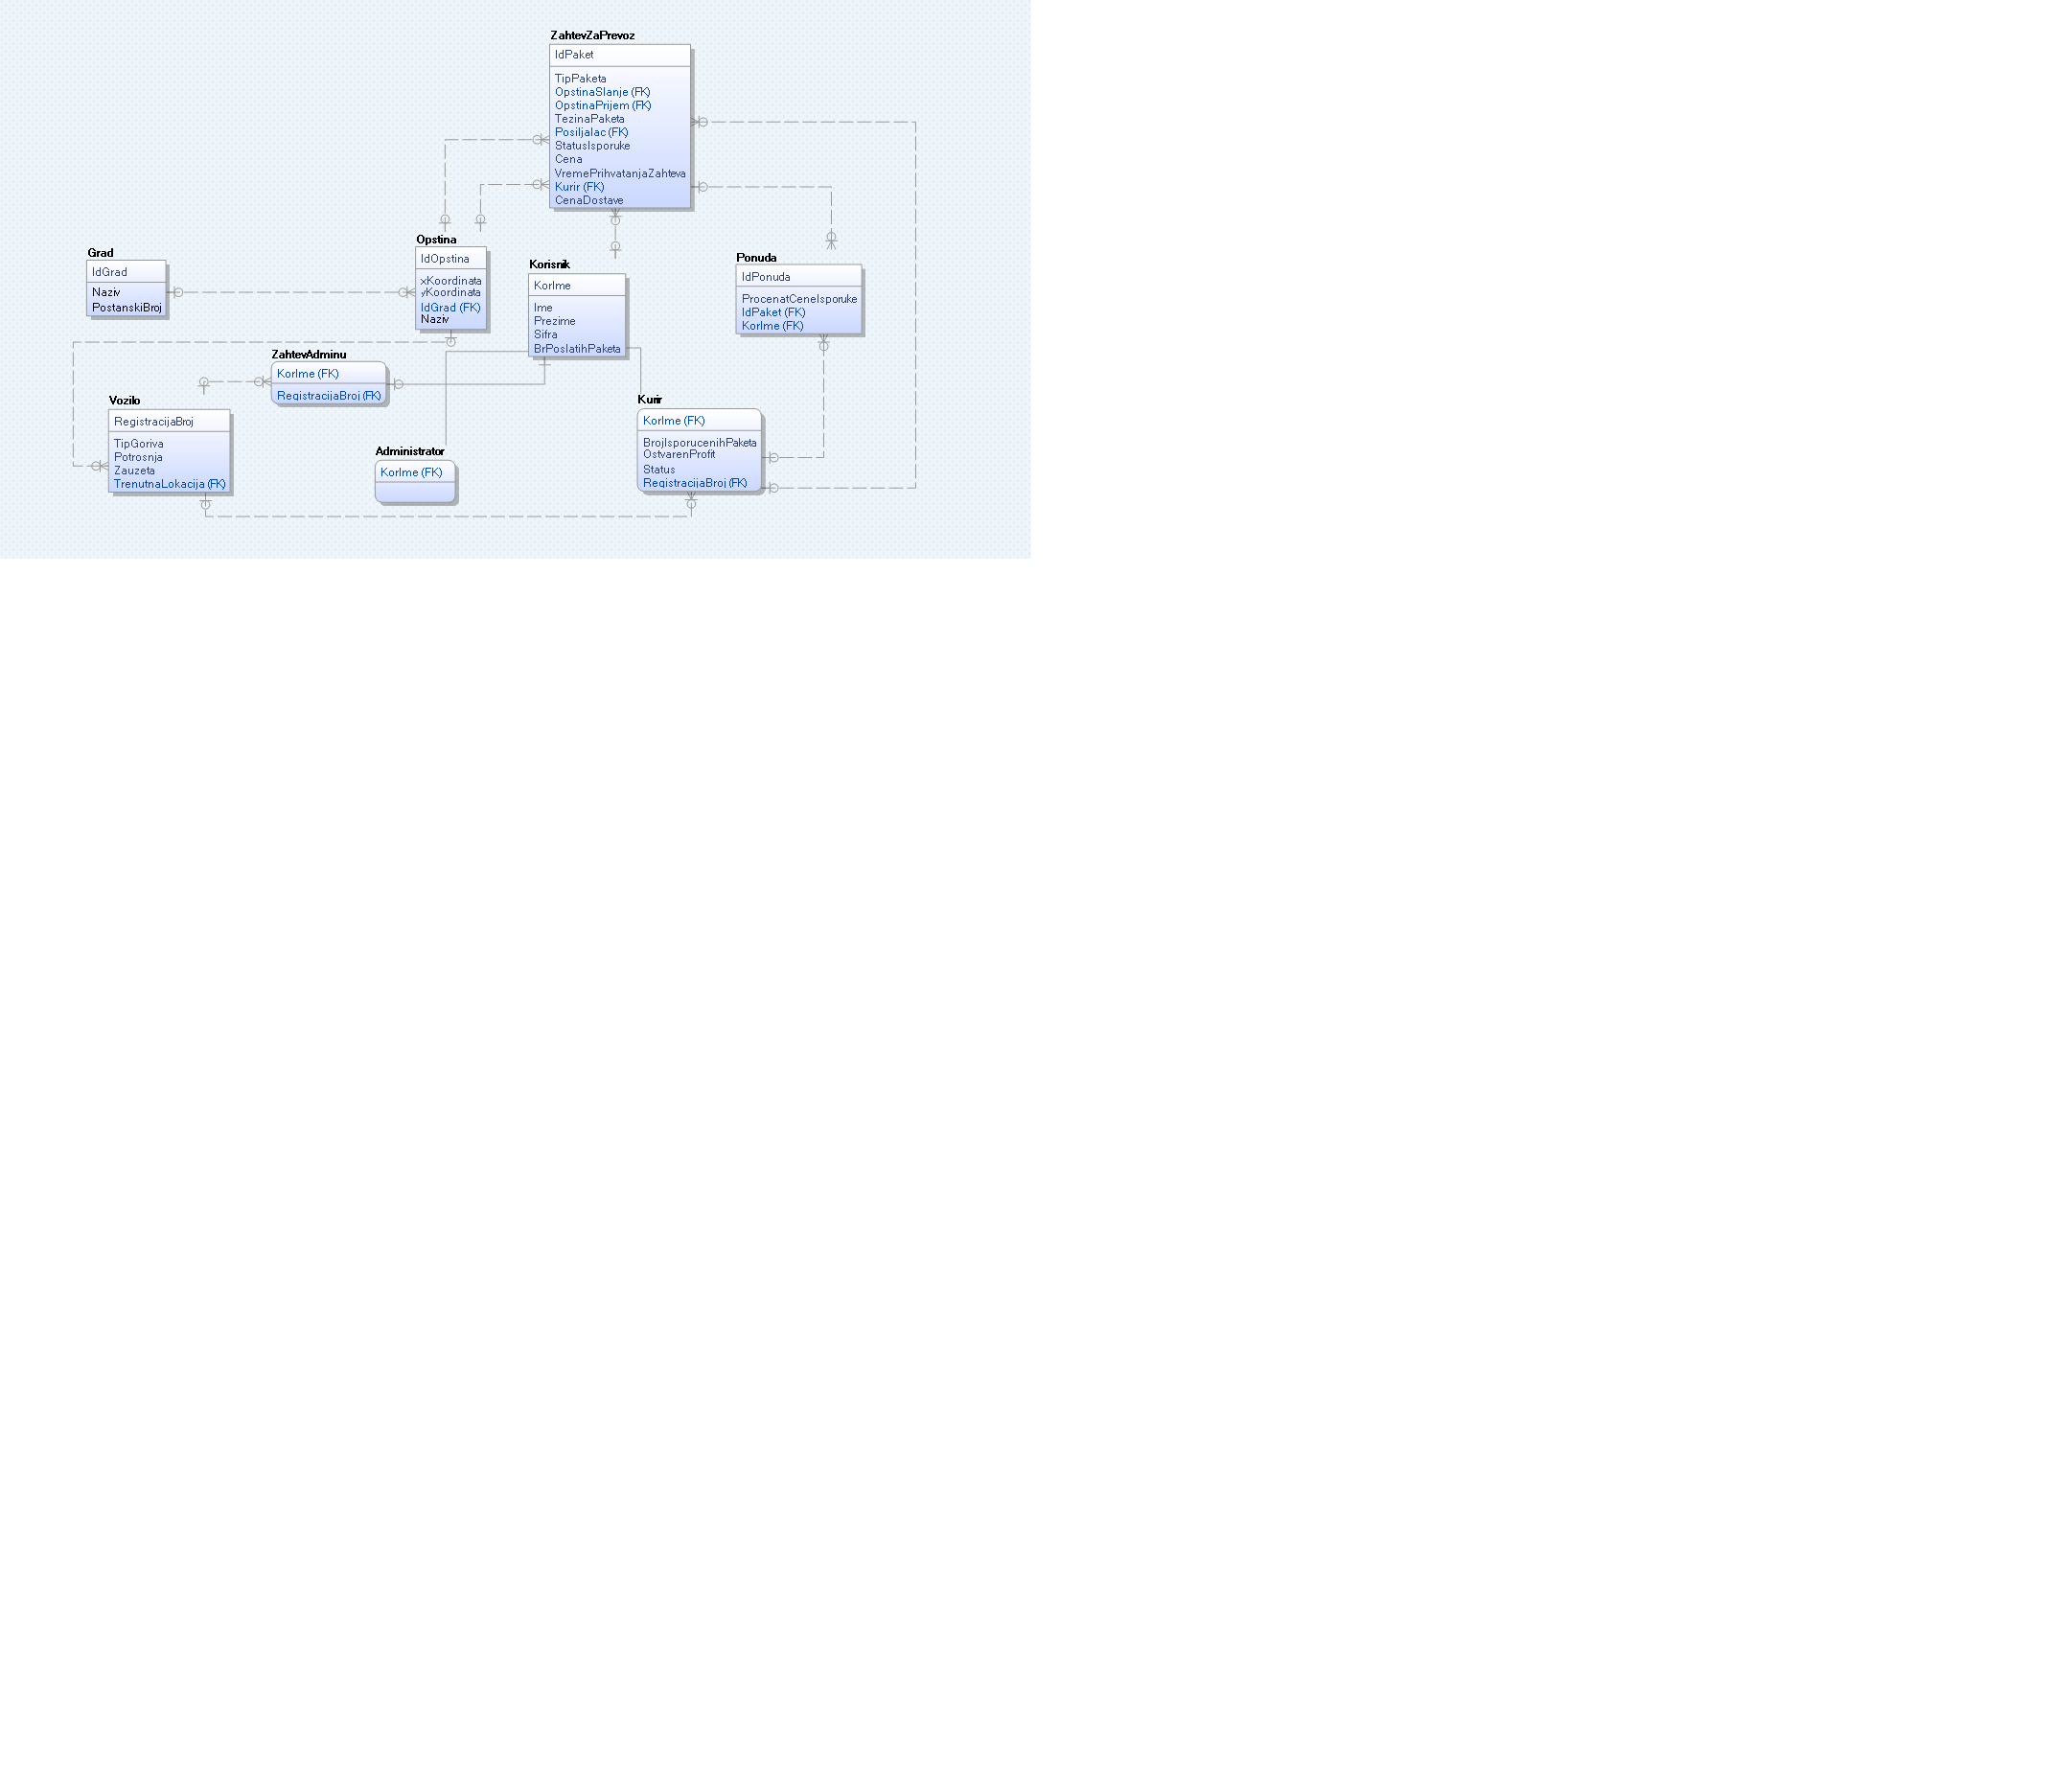 ZahtevZaPrevoz
IdPaket
TipPaketa
OpstinaSlanje (FK)
OpstinaPrijem (FK)
TezinaPaketa
Posiljalac (FK)
StatusIsporuke
Cena
VremePrihvatanjaZahteva
Kurir (FK)
CenaDostave
Grad
IdGrad
Naziv
PostanskiBroj
Opstina
IdOpstina
xKoordinata
yKoordinata
IdGrad (FK)
Naziv
Korisnik
KorIme
Ime
Prezime
Sifra
BrPoslatihPaketa
Ponuda
IdPonuda
ProcenatCeneIsporuke
IdPaket (FK)
KorIme (FK)
ZahtevAdminu
KorIme (FK)
RegistracijaBroj (FK)
Vozilo
RegistracijaBroj
TipGoriva
Potrosnja
Zauzeta
TrenutnaLokacija (FK)
Administrator
KorIme (FK)
Kurir
KorIme (FK)
BrojIsporucenihPaketa
OstvarenProfit
Status
RegistracijaBroj (FK)